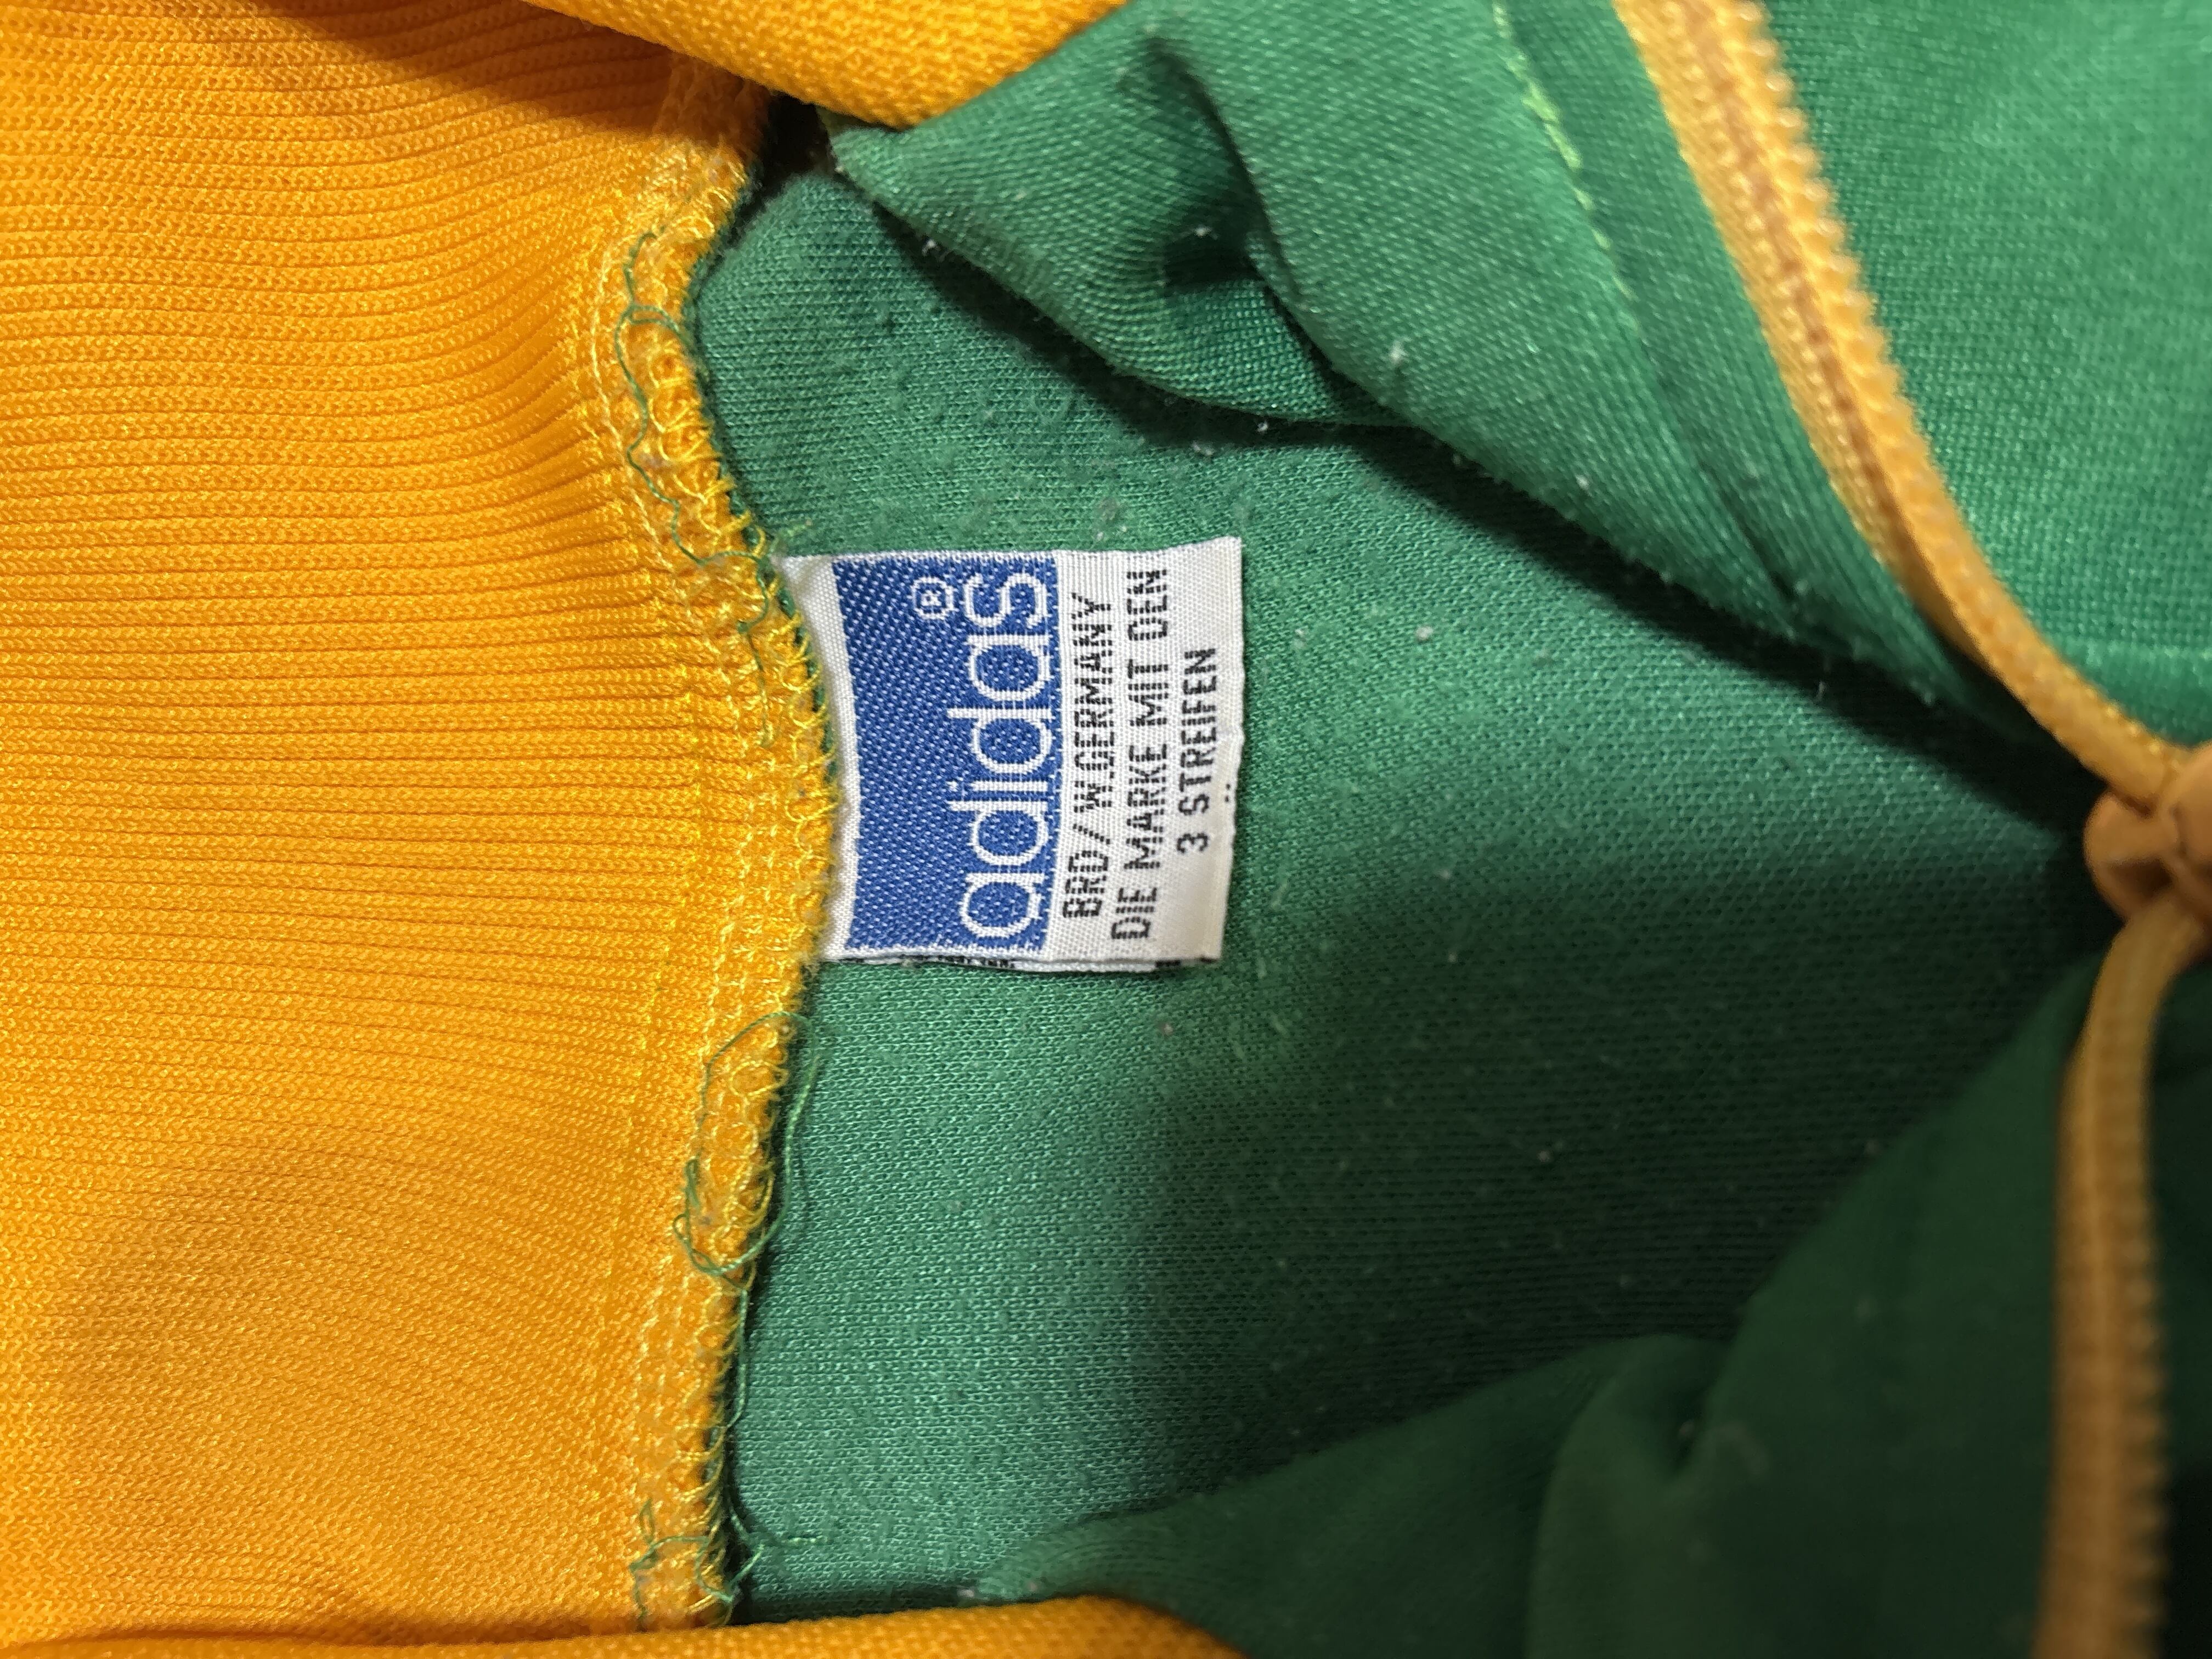 adidas®
BRD/W.GERMANY
DIE MARKE MIT DEN
3 STREIFEN